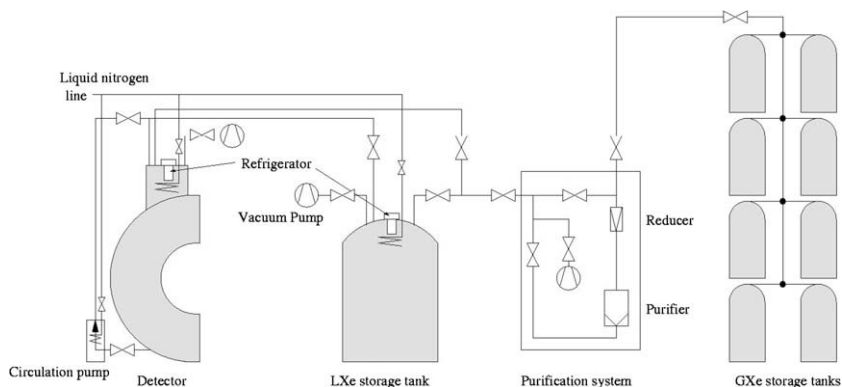 Liquid nitrogen
line
Refrigerator
Vacuum Pump
Reducer
Purifier
Circulation pump
Detector
LXe storage tank
Purification system
GXe storage tanks